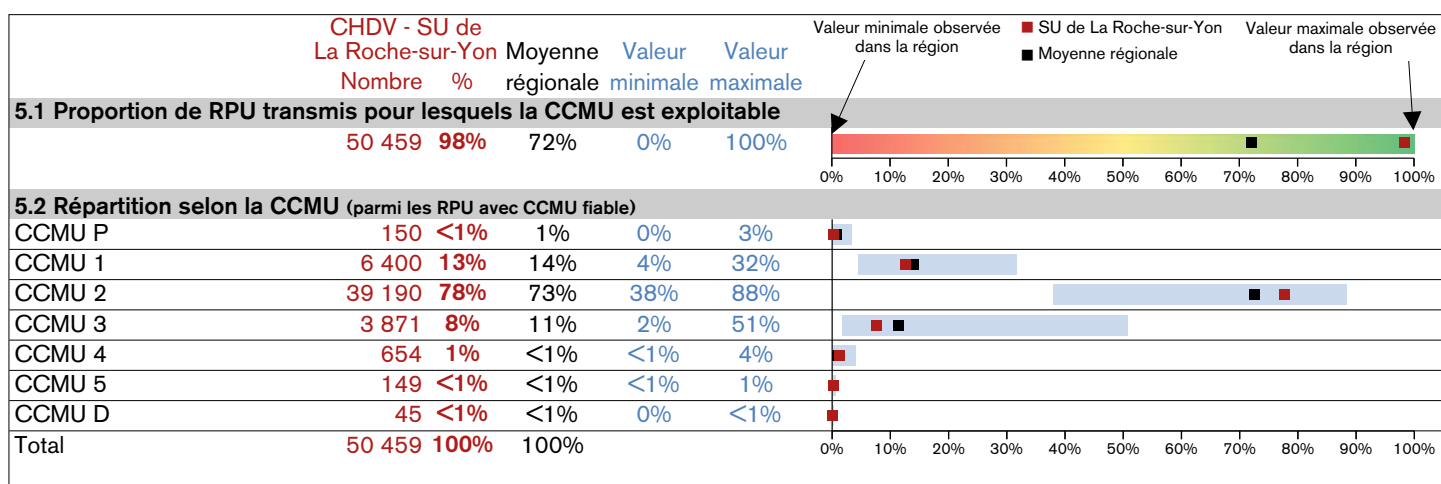 CHDV - SU de
La Roche-sur-Yon Moyenne Valeur Valeur
Nombre % régionale minimale maximale
Valeur minimale observée
dans la région
SU de La Roche-sur-Yon
Moyenne régionale
Valeur maximale observée
dans la région
5.1 Proportion de RPU transmis pour lesquels la CCMU est exploitable
50 459 98% 72% 0% 100%
0% 10% 20% 30% 40% 50% 60% 70% 80% 90% 100%
5.2 Répartition selon la CCMU (parmi les RPU avec CCMU fiable)
CCMU P 150 <1% 1% 0% 3%
CCMU 1 6 400 13% 14% 4% 32%
CCMU 2 39 190 78% 73% 38% 88%
CCMU 3 3 871 8% 11% 2% 51%
CCMU 4 654 1% <1% <1% 4%
CCMU 5 149 <1% <1% <1% 1%
CCMU D 45 <1% <1% 0% <1%
Total 50 459 100% 100%
0% 10% 20% 30% 40% 50% 60% 70% 80% 90% 100%